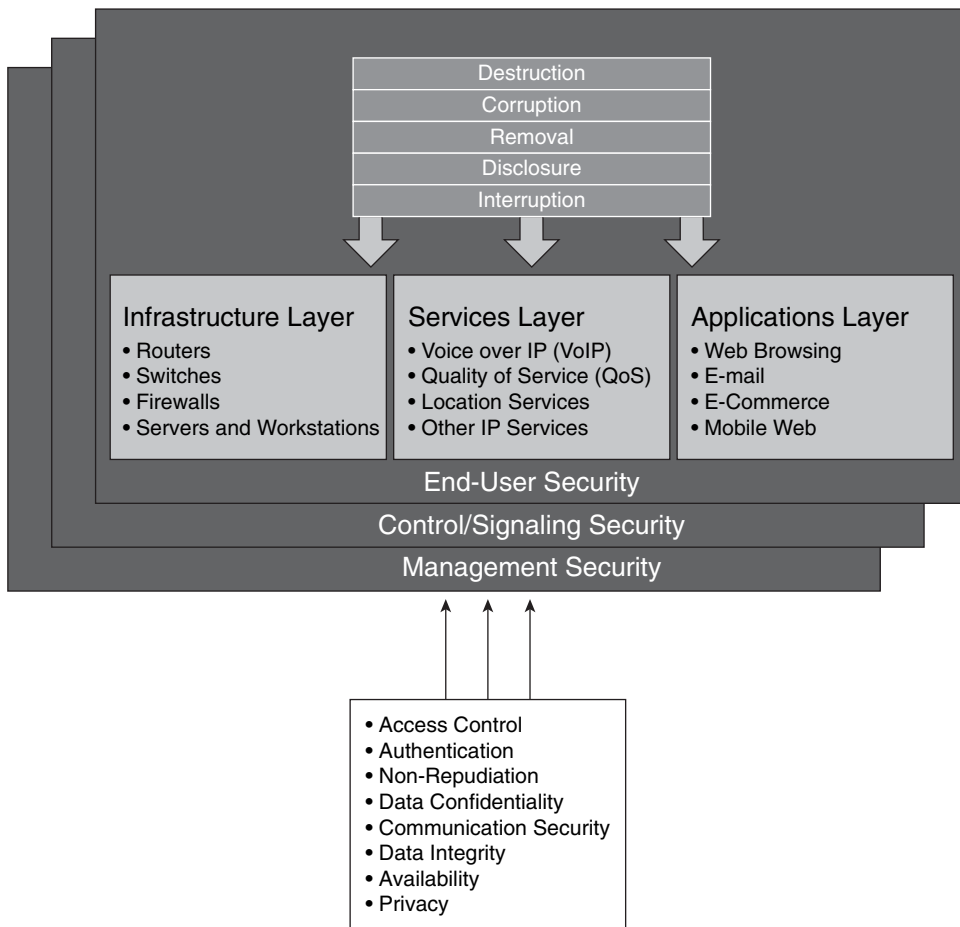 Destruction
Corruption
Removal
Disclosure
Interruption
Infrastructure Layer
• Routers
• Switches
• Firewalls
• Servers and Workstations
Services Layer
• Voice over IP (VoIP)
• Quality of Service (QoS)
• Location Services
• Other IP Services
Applications Layer
• Web Browsing
• E-mail
• E-Commerce
• Mobile Web
End-User Security
Control/Signaling Security
Management Security
• Access Control
• Authentication
• Non-Repudiation
• Data Confidentiality
• Communication Security
• Data Integrity
• Availability
• Privacy